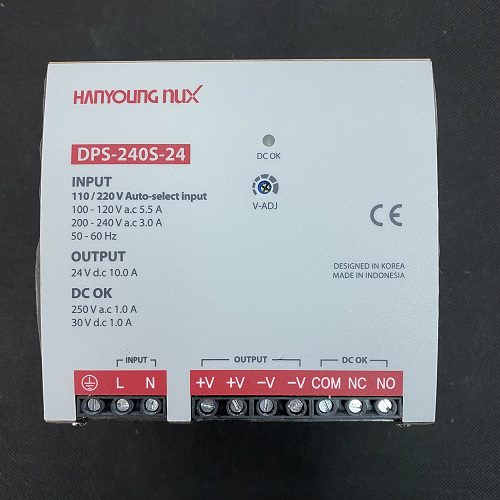 HANYOUNG NUX
DPS-240S-24
DC OK
INPUT
110 / 220 V Auto-select input
100 - 120 V a.c 5.5 A
200 - 240 V a.c 3.0 A
50 - 60 Hz
V-ADJ
CE
OUTPUT
24 V d.c 10.0 A
DESIGNED IN KOREA
MADE IN INDONESIA
DC OK
250 V a.c 1.0 A
30 V d.c 1.0 A
INPUT OUTPUT DC OK
L N +V +V −V −V COM NC NO